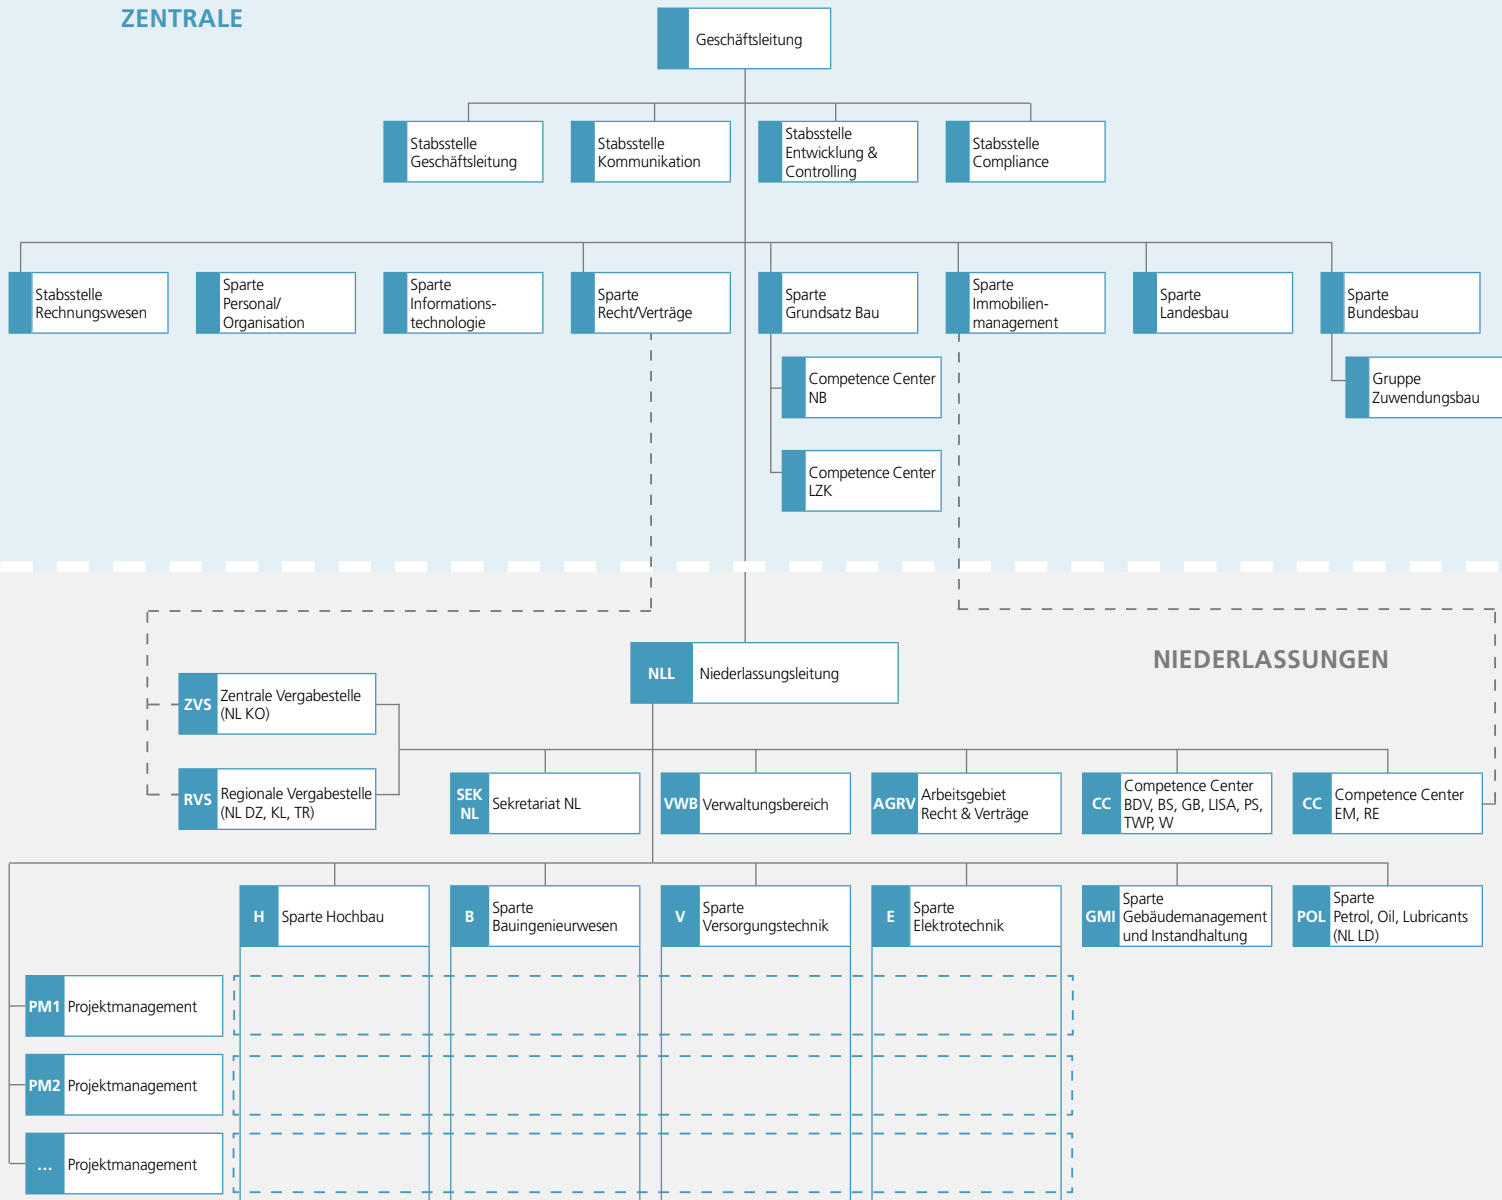 ZENTRALE
Geschäftsleitung
Stabsstelle
Geschäftsleitung
Stabsstelle
Kommunikation
Stabsstelle
Entwicklung &
Controlling
Stabsstelle
Compliance
Stabsstelle
Rechnungswesen
Sparte
Personal/
Organisation
Sparte
Informations-
technologie
Sparte
Recht/Verträge
Sparte
Grundsatz Bau
Sparte
Immobilien-
management
Sparte
Landesbau
Sparte
Bundesbau
Competence Center
NB
Gruppe
Zuwendungsbau
Competence Center
LZK
NIEDERLASSUNGEN
NLL Niederlassungsleitung
ZVS
Zentrale Vergabestelle
(NL KO)
RVS
Regionale Vergabestelle
(NL DZ, KL, TR)
SEK
NL
Sekretariat NL
VWB Verwaltungsbereich
AGRV
Arbeitsgebiet
Recht & Verträge
CC
Competence Center
BDV, BS, GB, LISA, PS,
TWP, W
CC
Competence Center
EM, RE
H Sparte Hochbau
B
Sparte
Bauingenieurwesen
V
Sparte
Versorgungstechnik
E
Sparte
Elektrotechnik
GMI
Sparte
Gebäudemanagement
und Instandhaltung
POL
Sparte
Petrol, Oil, Lubricants
(NL LD)
PM1 Projektmanagement
PM2 Projektmanagement
... Projektmanagement